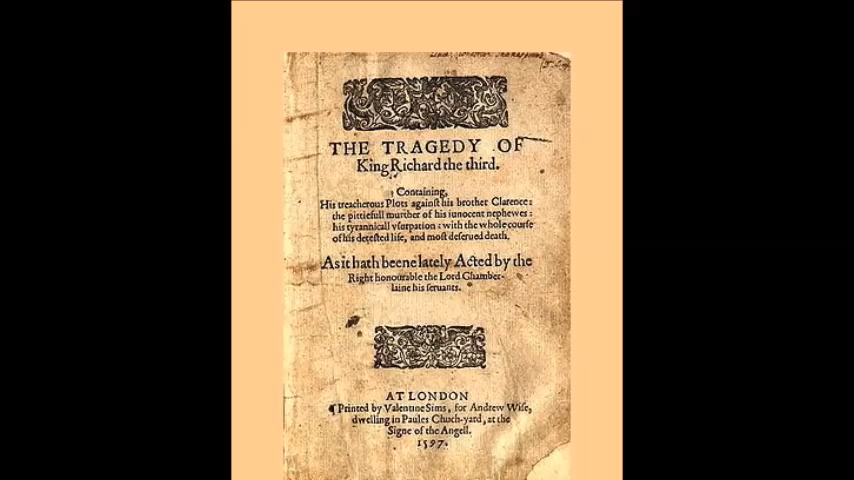 THE TRAGEDY OF
King Richard the third.
Containing,
His treacherous Plots against his brother Clarence:
the pittiefull murther of his iunocent nephewes:
his tyrannicall vsurpation: with the whole course
of his detested life, and most deserued death.
As it hath beene lately Acted by the
Right honourable the Lord Chamber-
laine his seruants.
AT LONDON
¶ Printed by Valentine Sims, for Andrew Wise,
dwelling in Paules Chuch-yard, at the
Signe of the Angell.
1597.